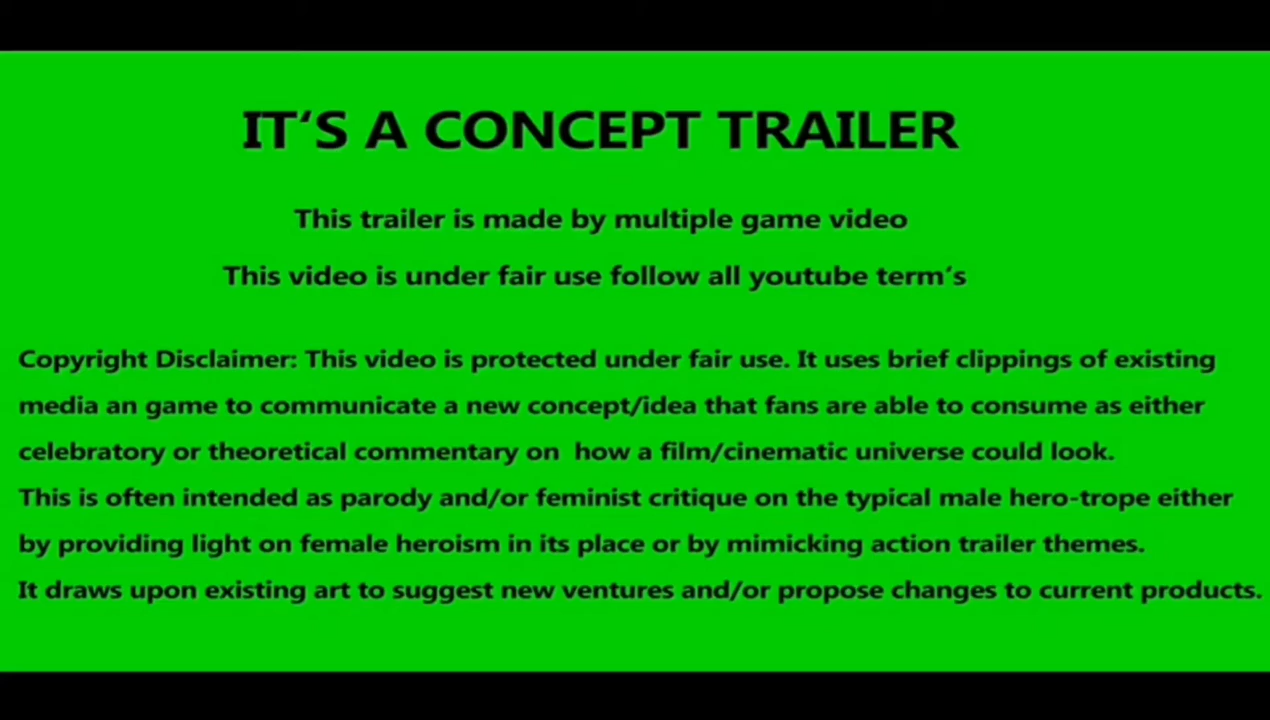 IT‘S A CONCEPT TRAILER
This trailer is made by multiple game video
This video is under fair use follow all youtube term’s
Copyright Disclaimer: This video is protected under fair use. It uses brief clippings of existing
media an game to communicate a new concept/idea that fans are able to consume as either
celebratory or theoretical commentary on  how a film/cinematic universe could look.
This is often intended as parody and/or feminist critique on the typical male hero-trope either
by providing light on female heroism in its place or by mimicking action trailer themes.
It draws upon existing art to suggest new ventures and/or propose changes to current products.